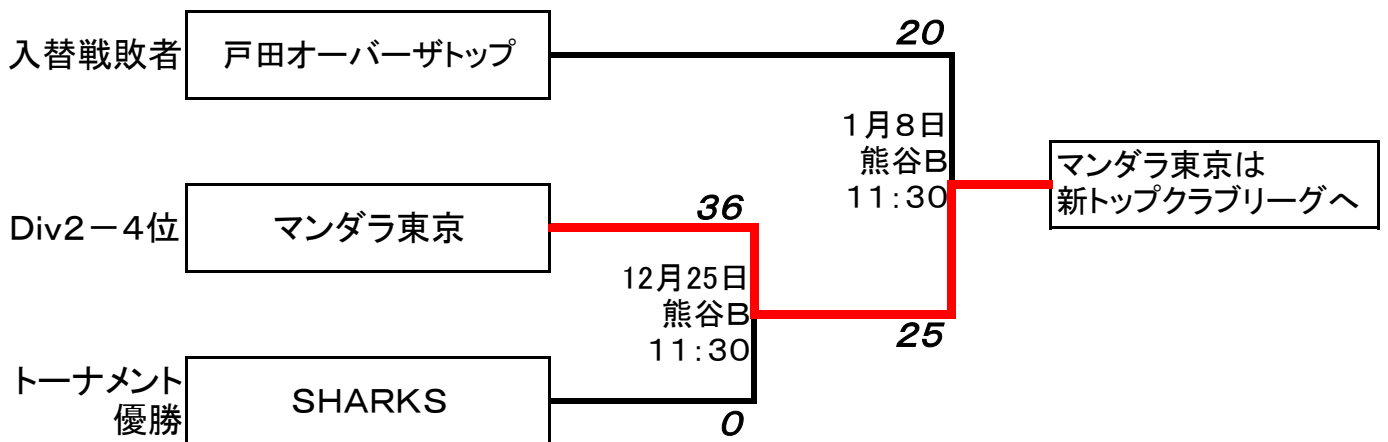 入替戦敗者
戸田オーバーザトップ
20
1月8日
熊谷B
11:30
マンダラ東京は
新トップクラブリーグへ
Div2－4位
マンダラ東京
36
12月25日
熊谷B
11:30
25
トーナメント
優勝
SHARKS
0